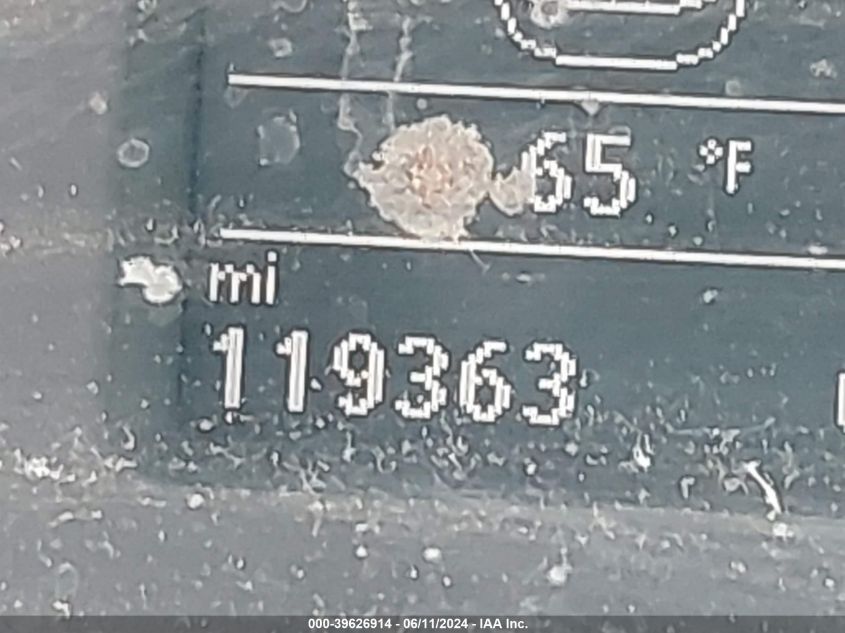 65 °F
mi
119363
000-39626914 - 06/11/2024 - IAA Inc.